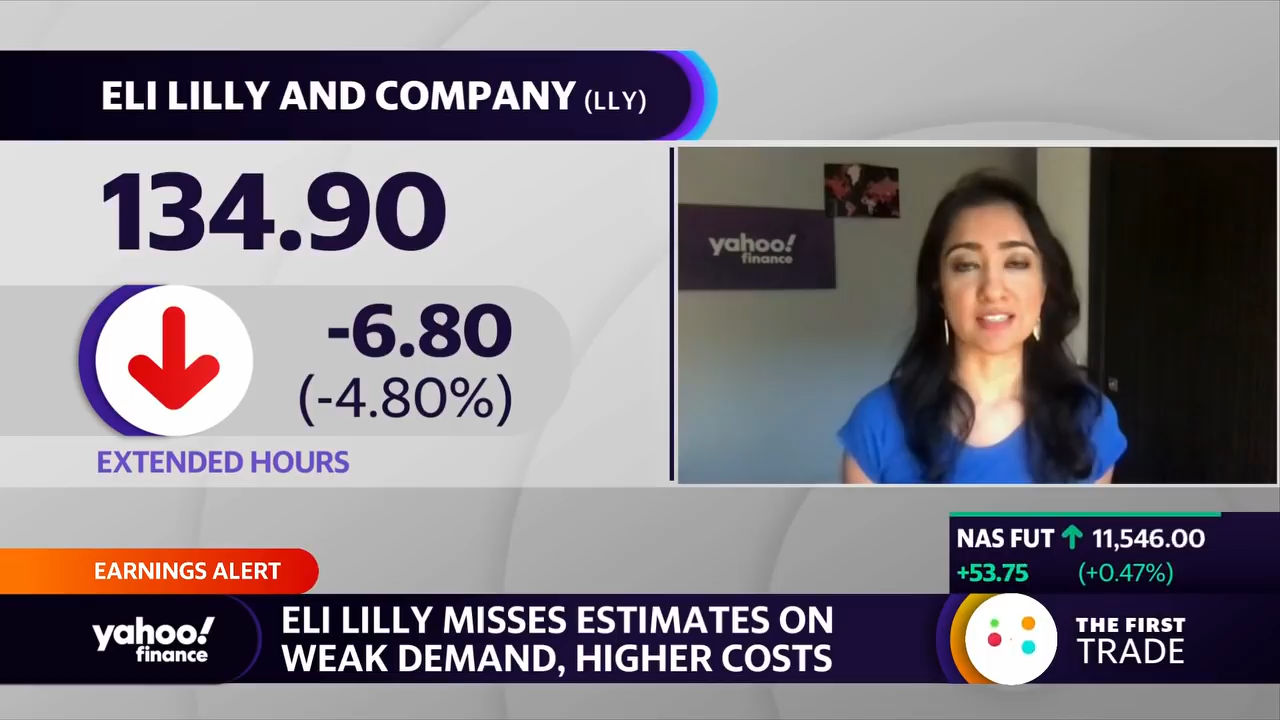 ELI LILLY AND COMPANY (LLY)
134.90
-6.80
(-4.80%)
EXTENDED HOURS
yahoo!
finance
EARNINGS ALERT
NAS FUT 11,546.00
+53.75 (+0.47%)
yahoo!
finance
ELI LILLY MISSES ESTIMATES ON
WEAK DEMAND, HIGHER COSTS
THE FIRST
TRADE